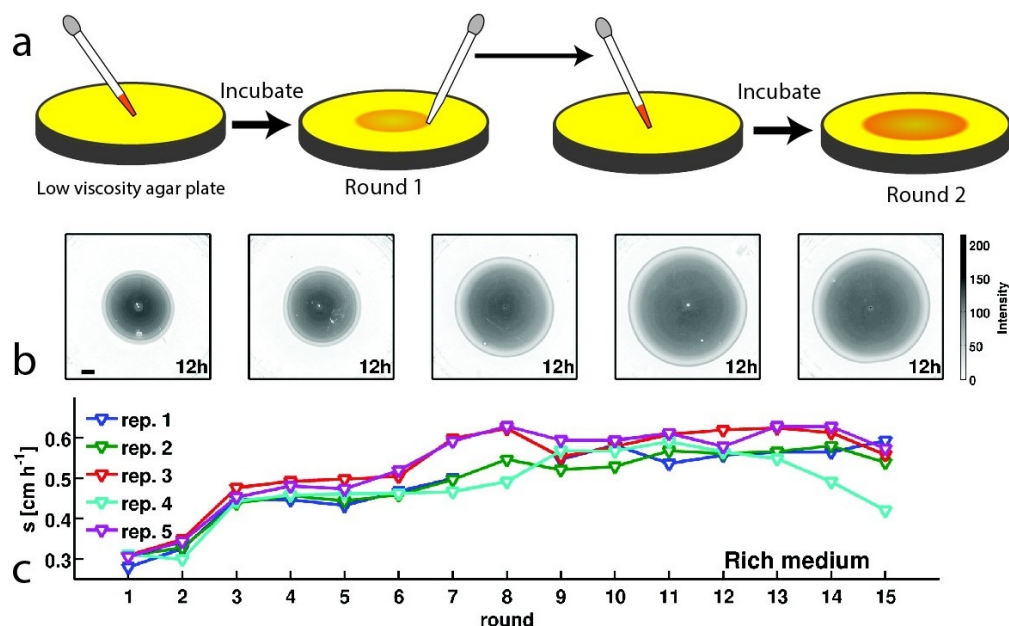 a
Incubate
Incubate
Low viscosity agar plate
Round 1
Round 2
b
12h
12h
12h
12h
12h
200
150
100
50
0
Intensity
c
s [cm h⁻¹]
0.6
0.5
0.4
0.3
rep. 1
rep. 2
rep. 3
rep. 4
rep. 5
Rich medium
1 2 3 4 5 6 7 8 9 10 11 12 13 14 15
round